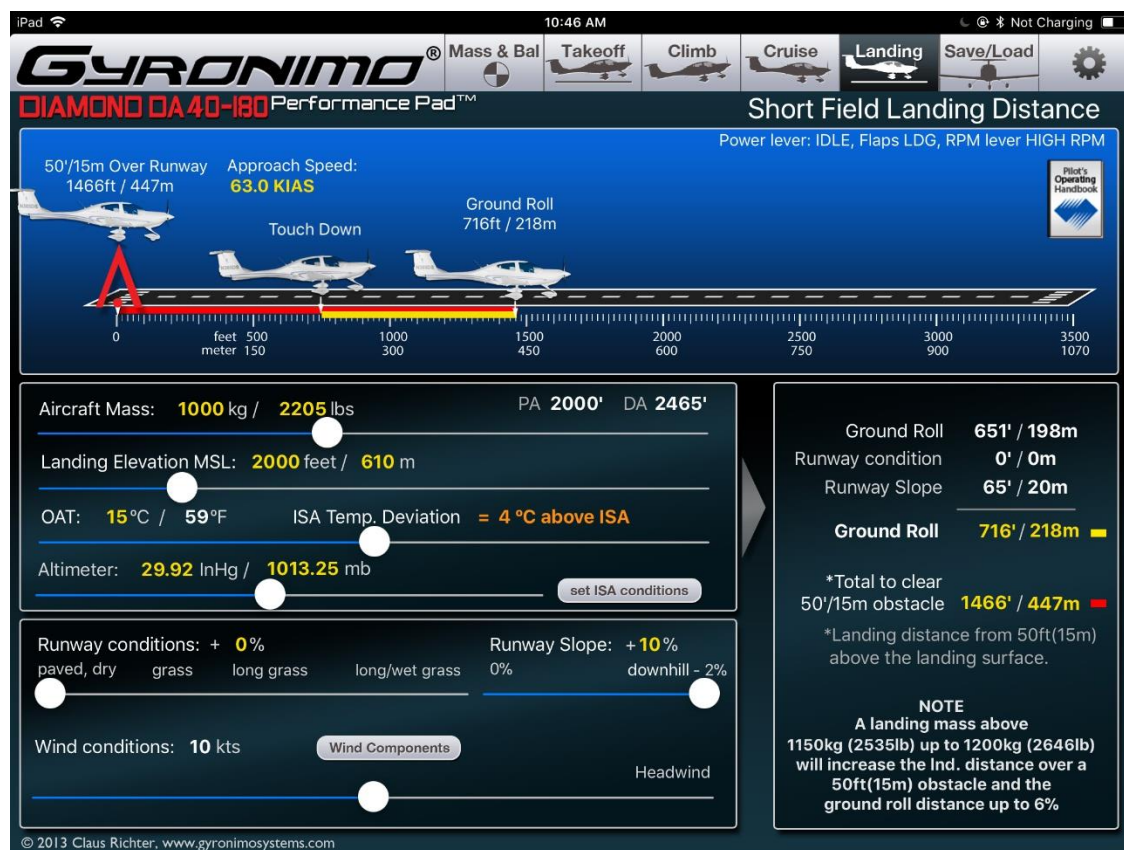 iPad 10:46 AM Not Charging
GYRONIMO® Mass & Bal Takeoff Climb Cruise Landing Save/Load
DIAMOND DA40-180 Performance Pad™ Short Field Landing Distance
Power lever: IDLE, Flaps LDG, RPM lever HIGH RPM
50'/15m Over Runway Approach Speed:
1466ft / 447m 63.0 KIAS
Pilot's
Operating
Handbook
Ground Roll
716ft / 218m
Touch Down
0 feet 500 1000 1500 2000 2500 3000 3500
meter 150 300 450 600 750 900 1070
Aircraft Mass: 1000 kg / 2205 lbs PA 2000' DA 2465'
Landing Elevation MSL: 2000 feet / 610 m
OAT: 15°C / 59°F ISA Temp. Deviation = 4 ºC above ISA
Altimeter: 29.92 InHg / 1013.25 mb
set ISA conditions
Runway conditions: + 0% Runway Slope: +10%
paved, dry grass long grass long/wet grass 0% downhill - 2%
Wind conditions: 10 kts Wind Components
Headwind
Ground Roll 651' / 198m
Runway condition 0' / 0m
Runway Slope 65' / 20m
Ground Roll 716' / 218m
*Total to clear
50'/15m obstacle 1466' / 447m
*Landing distance from 50ft(15m)
above the landing surface.
NOTE
A landing mass above
1150kg (2535lb) up to 1200kg (2646lb)
will increase the lnd. distance over a
50ft(15m) obstacle and the
ground roll distance up to 6%
© 2013 Claus Richter, www.gyronimosystems.com